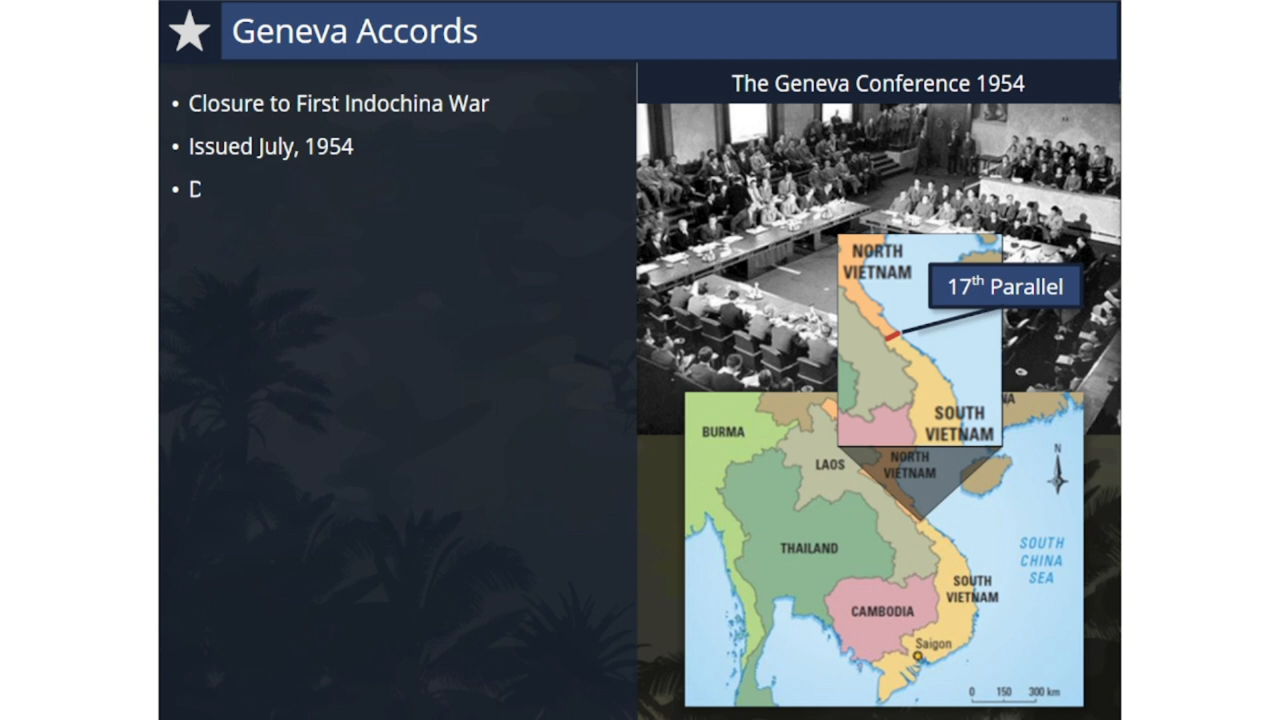 Geneva Accords
• Closure to First Indochina War
• Issued July, 1954
• D
The Geneva Conference 1954
NORTH
VIETNAM
17th Parallel
SOUTH
VIETNAM
NA
BURMA
LAOS
NORTH
VIETNAM
N
THAILAND
SOUTH
CHINA
SEA
SOUTH
VIETNAM
CAMBODIA
Saigon
0 150 300 km